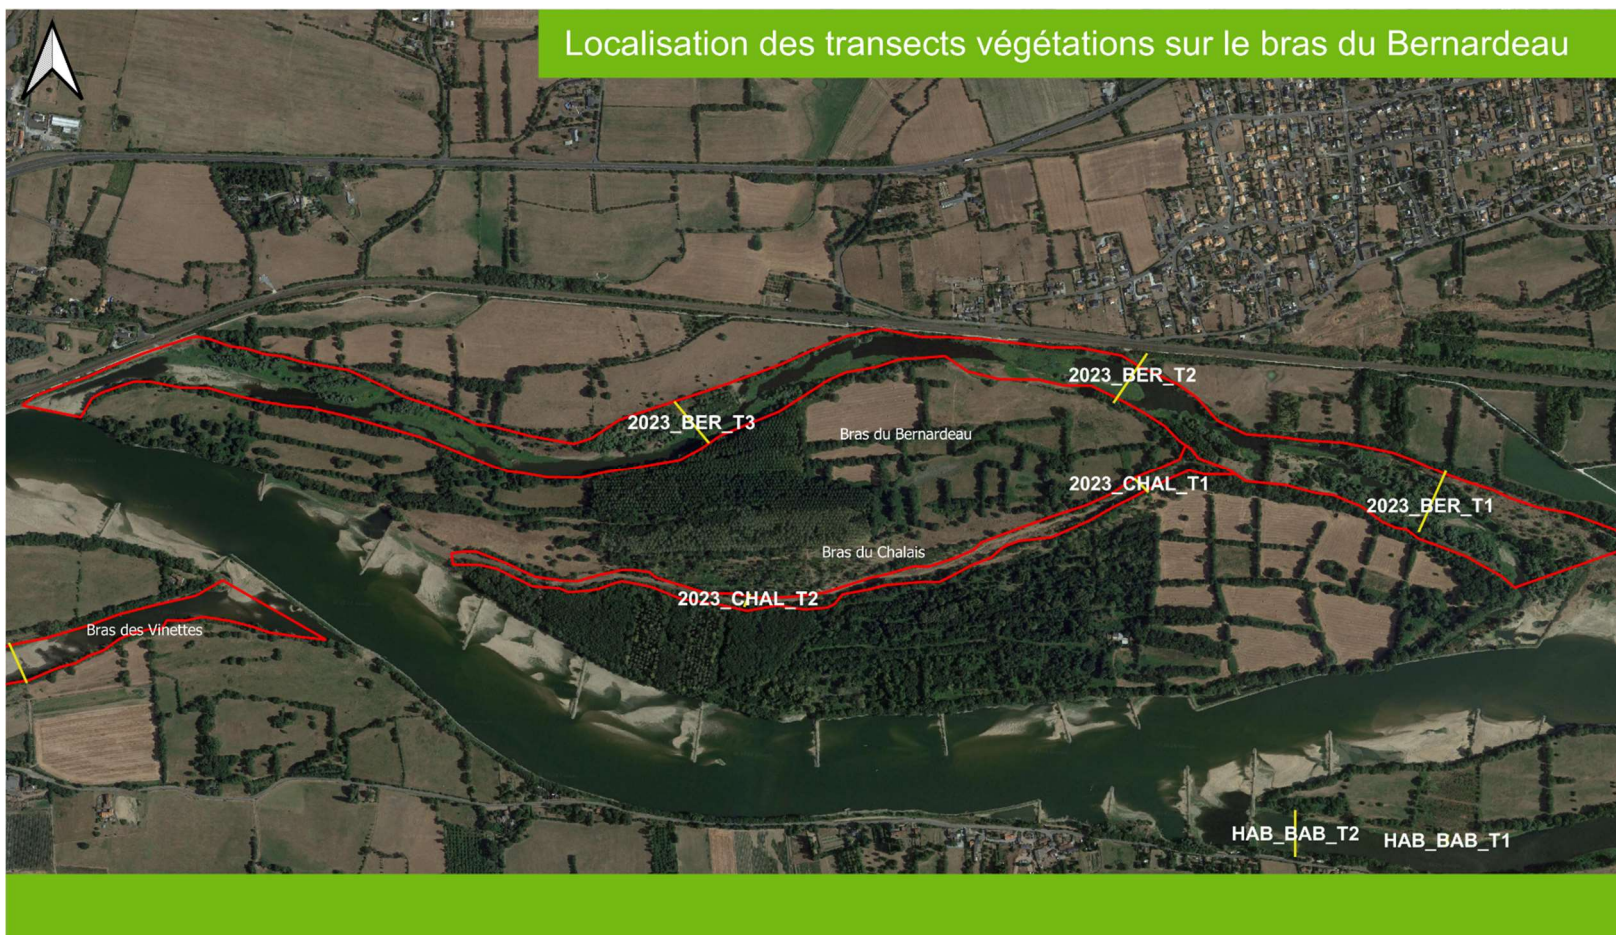 Localisation des transects végétations sur le bras du Bernardeau
2023_BER_T2
2023_BER_T3
Bras du Bernardeau
2023_CHAL_T1
2023_BER_T1
Bras du Chalais
2023_CHAL_T2
Bras des Vinettes
HAB_BAB_T2
HAB_BAB_T1